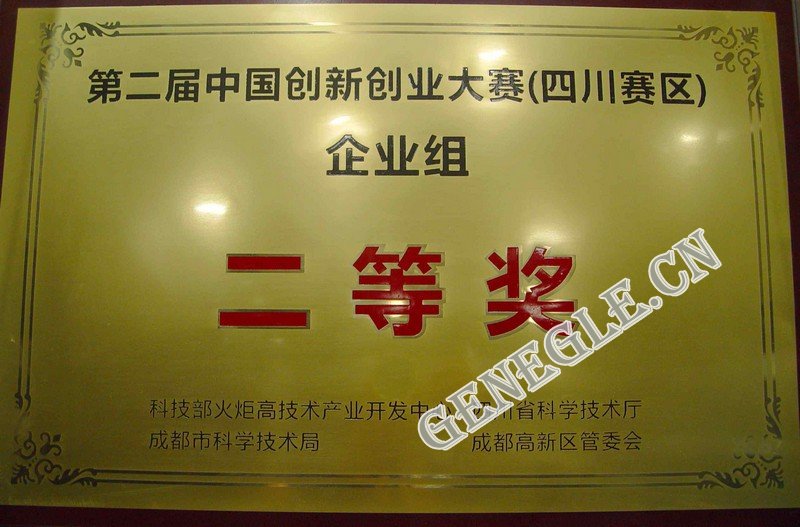 第二届中国创新创业大赛(四川赛区)
企业组
二等奖
科技部火炬高技术产业开发中心 四川省科学技术厅
成都市科学技术局 成都高新区管委会
GENEGLE.CN